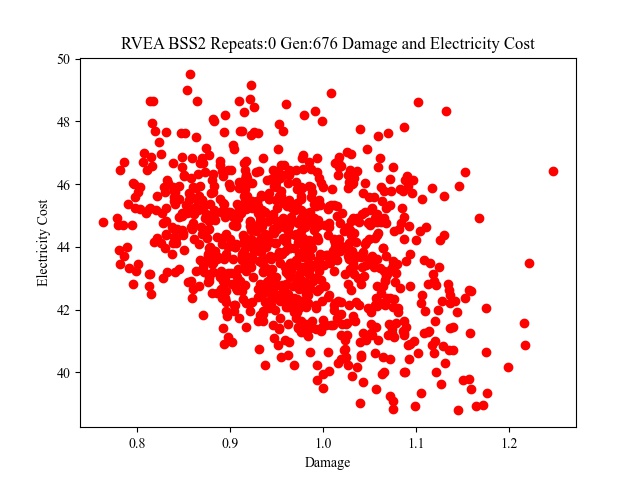 RVEA BSS2 Repeats:0 Gen:676 Damage and Electricity Cost
50
48
46
44
42
40
Electricity Cost
0.8 0.9 1.0 1.1 1.2
Damage